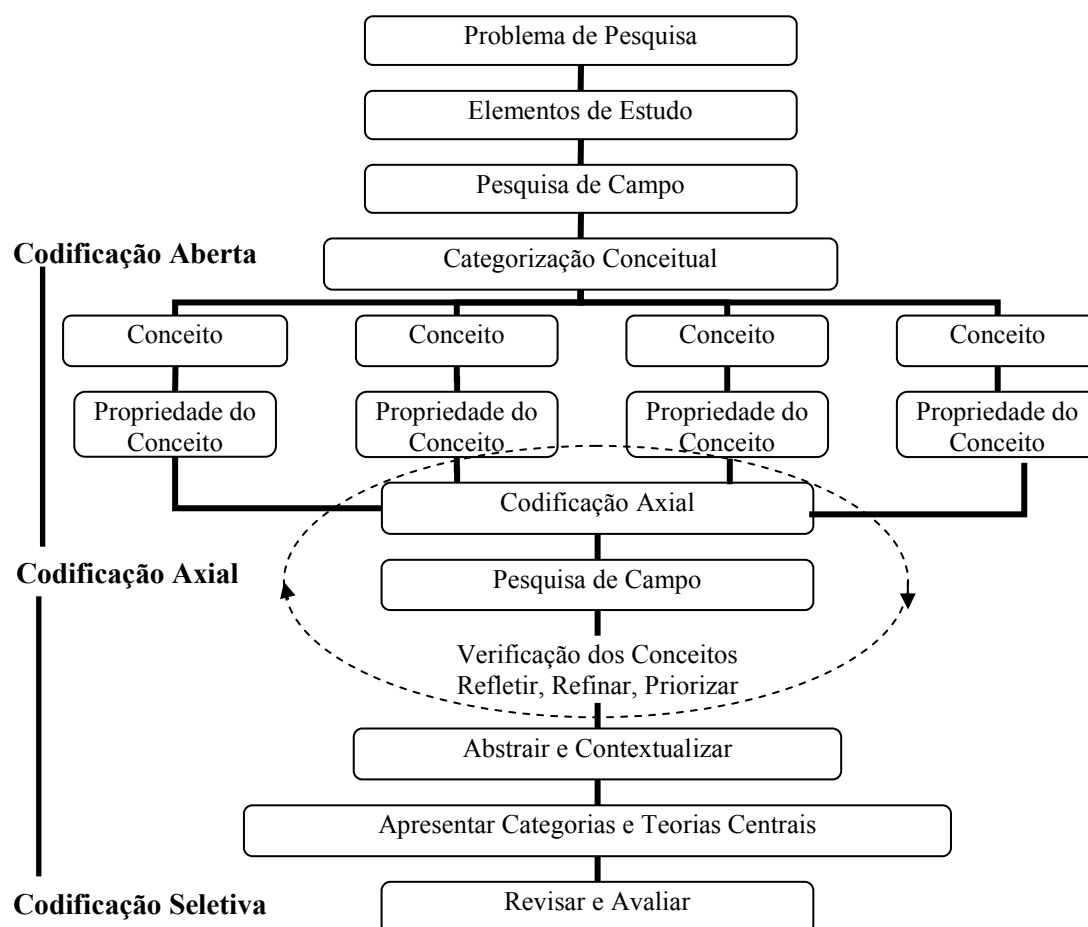 Problema de Pesquisa
Elementos de Estudo
Pesquisa de Campo
Codificação Aberta
Categorização Conceitual
Conceito
Conceito
Conceito
Conceito
Propriedade do
Conceito
Propriedade do
Conceito
Propriedade do
Conceito
Propriedade do
Conceito
Codificação Axial
Codificação Axial
Pesquisa de Campo
Verificação dos Conceitos
Refletir, Refinar, Priorizar
Abstrair e Contextualizar
Apresentar Categorias e Teorias Centrais
Codificação Seletiva
Revisar e Avaliar